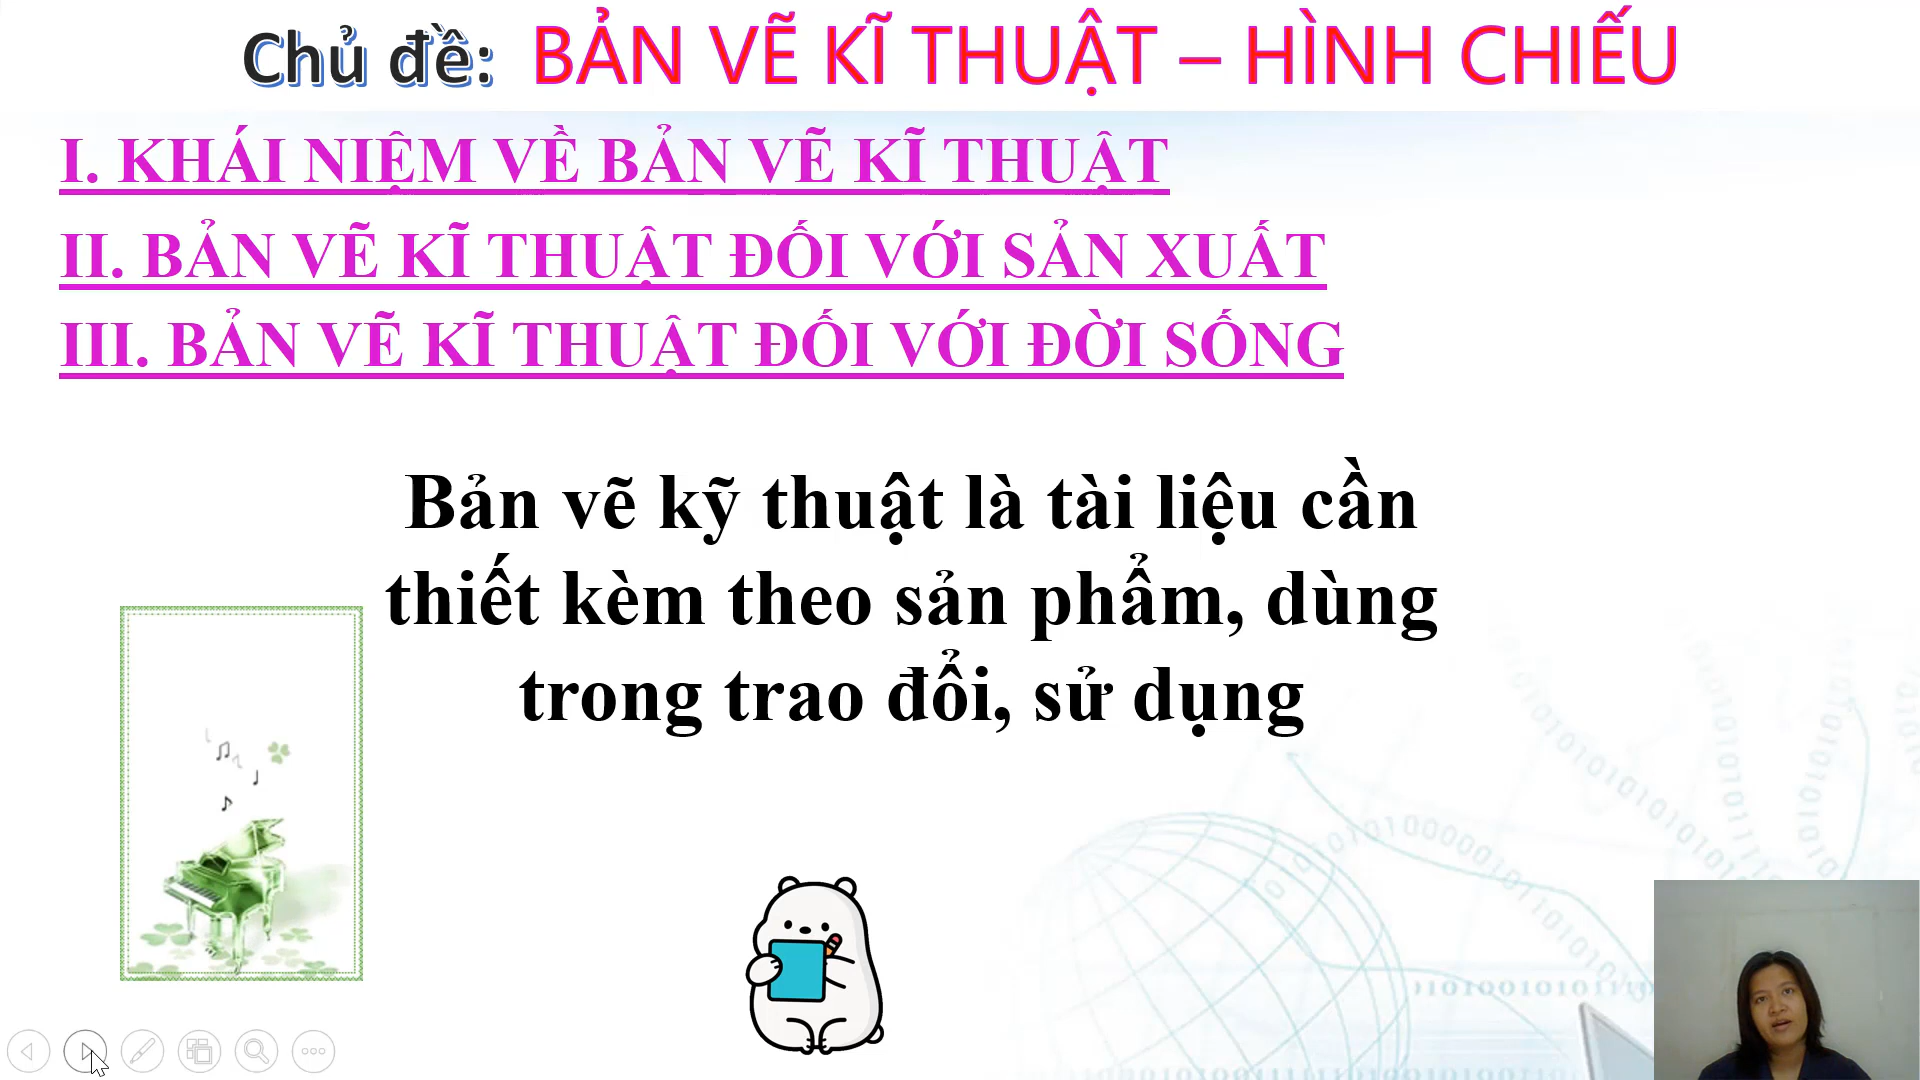 Chủ đề: BẢN VẼ KĨ THUẬT – HÌNH CHIẾU
I. KHÁI NIỆM VỀ BẢN VẼ KĨ THUẬT
II. BẢN VẼ KĨ THUẬT ĐỐI VỚI SẢN XUẤT
III. BẢN VẼ KĨ THUẬT ĐỐI VỚI ĐỜI SỐNG
Bản vẽ kỹ thuật là tài liệu cần
thiết kèm theo sản phẩm, dùng
trong trao đổi, sử dụng